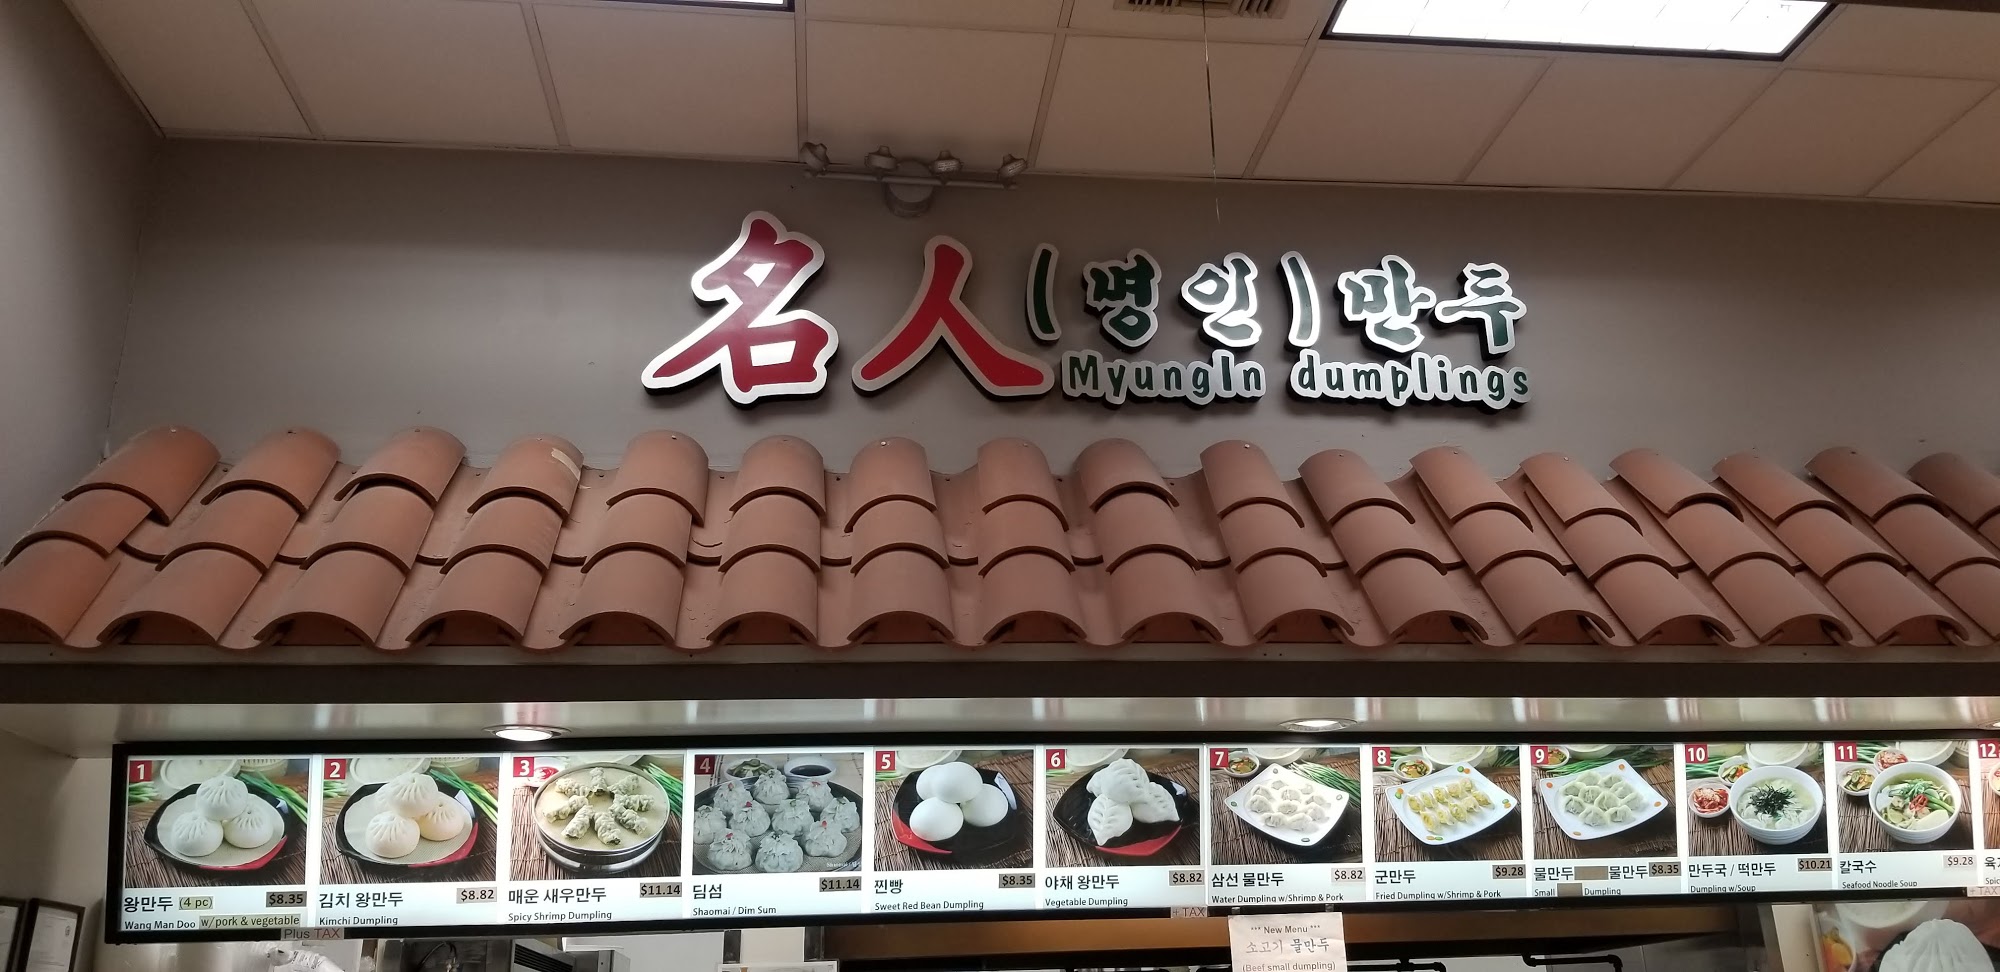 名人(명인)만두
MyungIn dumplings
1
왕만두 (4 pc) $8.35
Wang Man Doo w/pork & vegetable
Plus TAX
2
김치 왕만두 $8.82
Kimchi Dumpling
3
매운 새우만두 $11.14
Spicy Shrimp Dumpling
4
딤섬 $11.14
Shaomai / Dim Sum
5
찐빵 $8.35
Sweet Red Bean Dumpling
6
야채 왕만두 $8.82
Vegetable Dumpling
+ TAX
7
삼선 물만두 $8.82
Water Dumpling w/Shrimp & Pork
8
군만두 $9.28
Fried Dumpling w/Shrimp & Pork
9
물만두 물만두 $8.35
Small Dumpling
10
만두국 / 떡만두 $10.21
Dumpling w/Soup
11
칼국수 $9.28
Seafood Noodle Soup
12
+ TAX
*** New Menu ***
소고기 물만두
(Beef small dumpling)